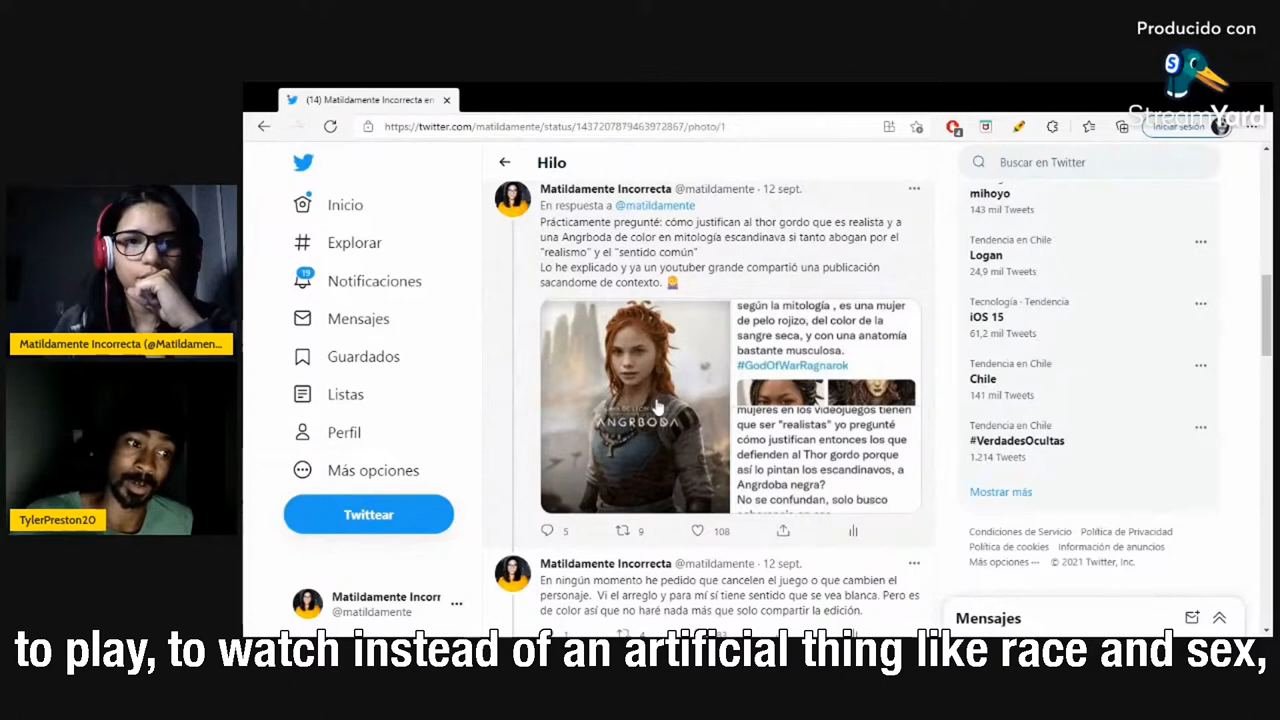 Producido con
StreamYard
(14) Matildamente Incorrecta en
https://twitter.com/matildamente/status/1437207879463972867/photo/1
Iniciar sesión
Inicio
Explorar
19
Notificaciones
Mensajes
Guardados
Listas
Perfil
Más opciones
Twittear
Matildamente Incorr
@matildamente
Hilo
Matildamente Incorrecta @matildamente · 12 sept.
En respuesta a @matildamente
Prácticamente pregunté: cómo justifican al thor gordo que es realista y a
una Angrboda de color en mitología escandinava si tanto abogan por el
"realismo" y el "sentido común"
Lo he explicado y ya un youtuber grande compartió una publicación
sacandome de contexto.
ANGRBODA
según la mitología , es una mujer
de pelo rojizo, del color de la
sangre seca, y con una anatomía
bastante musculosa.
#GodOfWarRagnarok
mujeres en los videojuegos tienen
que ser "realistas" yo pregunté
cómo justifican entonces los que
defienden al Thor gordo porque
así lo pintan los escandinavos, a
Angrdoba negra?
No se confundan, solo busco
5
9
108
Matildamente Incorrecta @matildamente · 12 sept.
En ningún momento he pedido que cancelen el juego o que cambien el
personaje. Vi el arreglo y para mí sí tiene sentido que se vea blanca. Pero es
de color así que no haré nada más que solo compartir la edición.
Buscar en Twitter
mihoyo
143 mil Tweets
Tendencia en Chile
Logan
24,9 mil Tweets
Tecnología · Tendencia
iOS 15
61,2 mil Tweets
Tendencia en Chile
Chile
141 mil Tweets
Tendencia en Chile
#VerdadesOcultas
1.214 Tweets
Mostrar más
Condiciones de Servicio Política de Privacidad
Política de cookies Información de anuncios
Más opciones ··· © 2021 Twitter, Inc.
Mensajes
Matildamente Incorrecta (@Matildamen...
TylerPreston20
to play, to watch instead of an artificial thing like race and sex,